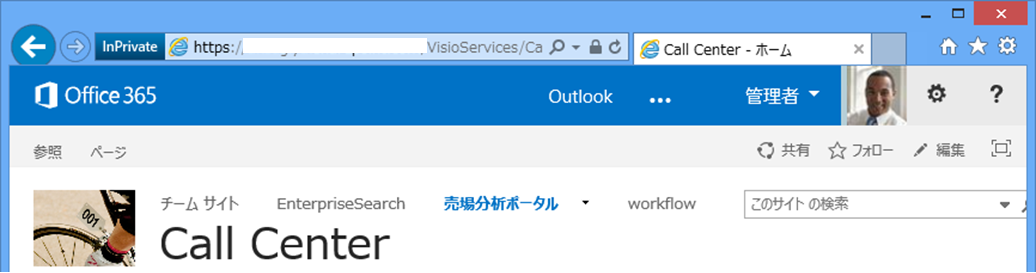 InPrivate https:/ /VisioServices/Ca Call Center - ホーム
Office 365 Outlook ... 管理者 ?
参照 ページ 共有 フォロー 編集
001
チーム サイト EnterpriseSearch 売場分析ポータル workflow このサイト の検索
Call Center